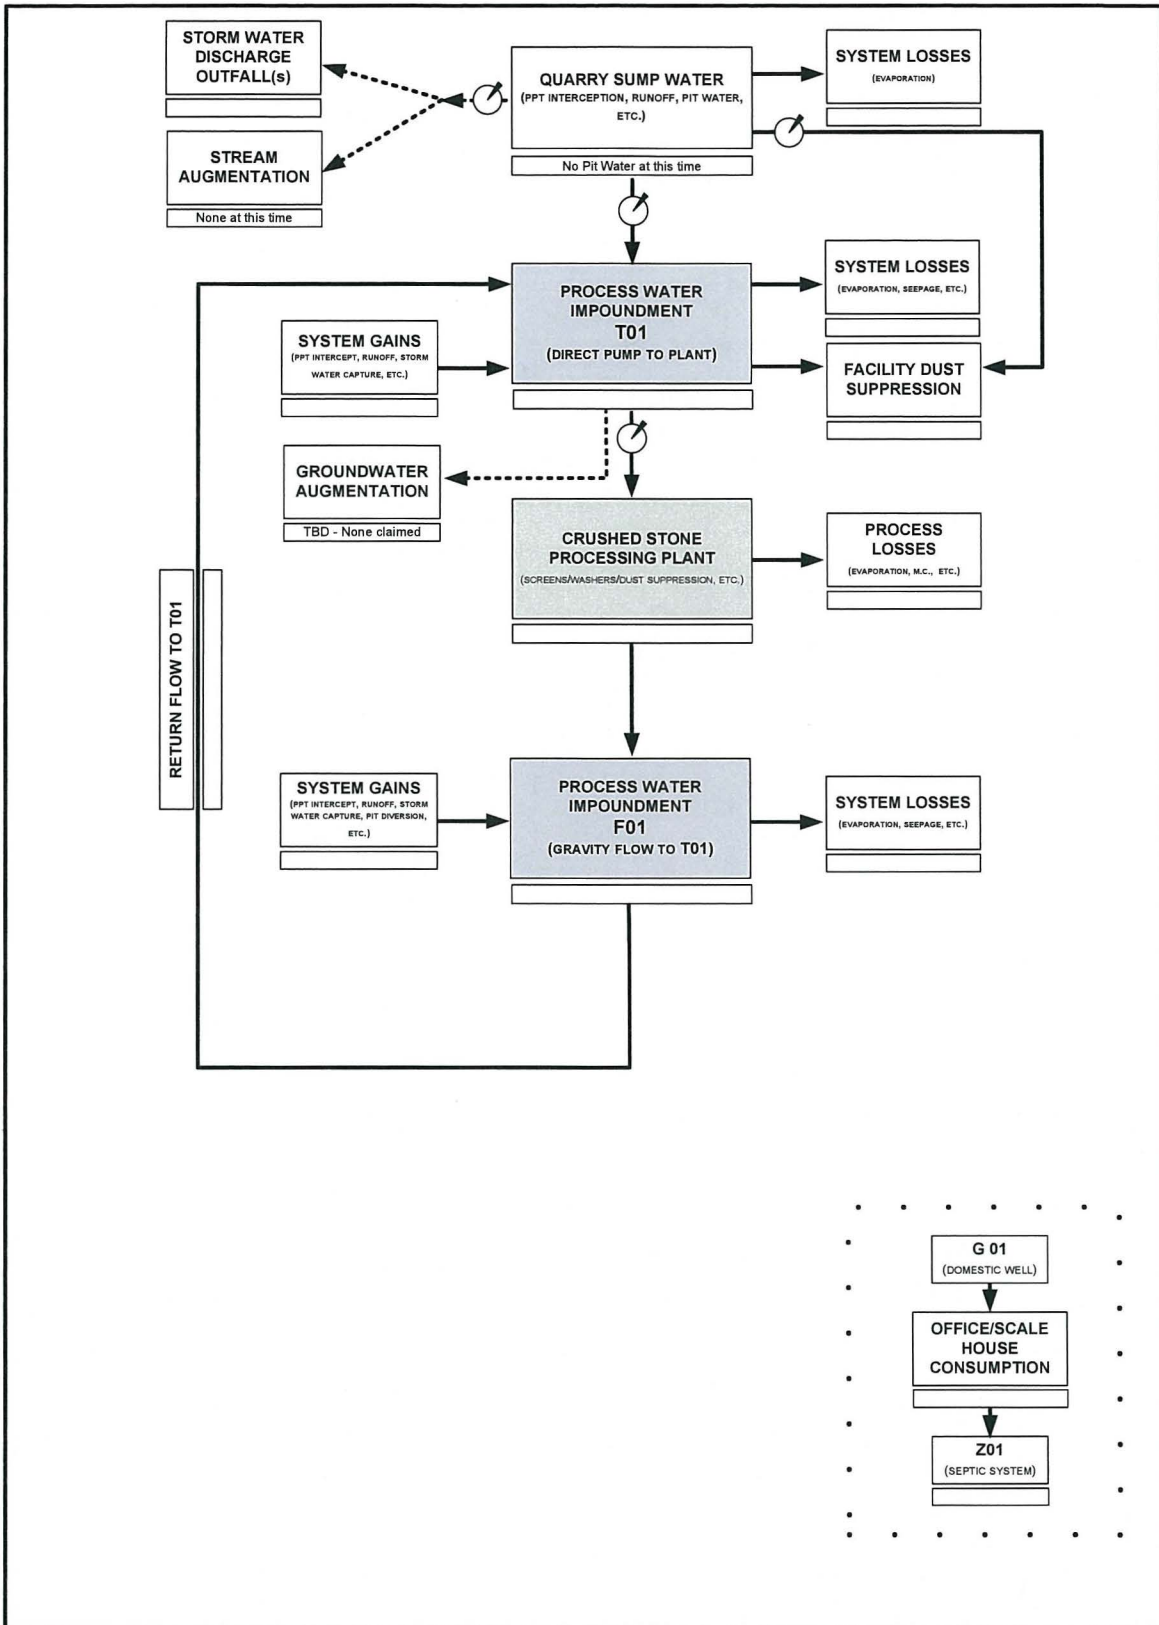 STORM WATER
DISCHARGE
OUTFALL(s)
QUARRY SUMP WATER
(PPT INTERCEPTION, RUNOFF, PIT WATER,
ETC.)
No Pit Water at this time
SYSTEM LOSSES
(EVAPORATION)
STREAM
AUGMENTATION
None at this time
PROCESS WATER
IMPOUNDMENT
T01
(DIRECT PUMP TO PLANT)
SYSTEM LOSSES
(EVAPORATION, SEEPAGE, ETC.)
SYSTEM GAINS
(PPT INTERCEPT, RUNOFF, STORM
WATER CAPTURE, ETC.)
FACILITY DUST
SUPPRESSION
GROUNDWATER
AUGMENTATION
TBD - None claimed
CRUSHED STONE
PROCESSING PLANT
(SCREENS/WASHERS/DUST SUPPRESSION, ETC.)
PROCESS
LOSSES
(EVAPORATION, M.C., ETC.)
RETURN FLOW TO T01
SYSTEM GAINS
(PPT INTERCEPT, RUNOFF, STORM
WATER CAPTURE, PIT DIVERSION,
ETC.)
PROCESS WATER
IMPOUNDMENT
F01
(GRAVITY FLOW TO T01)
SYSTEM LOSSES
(EVAPORATION, SEEPAGE, ETC.)
G 01
(DOMESTIC WELL)
OFFICE/SCALE
HOUSE
CONSUMPTION
Z01
(SEPTIC SYSTEM)